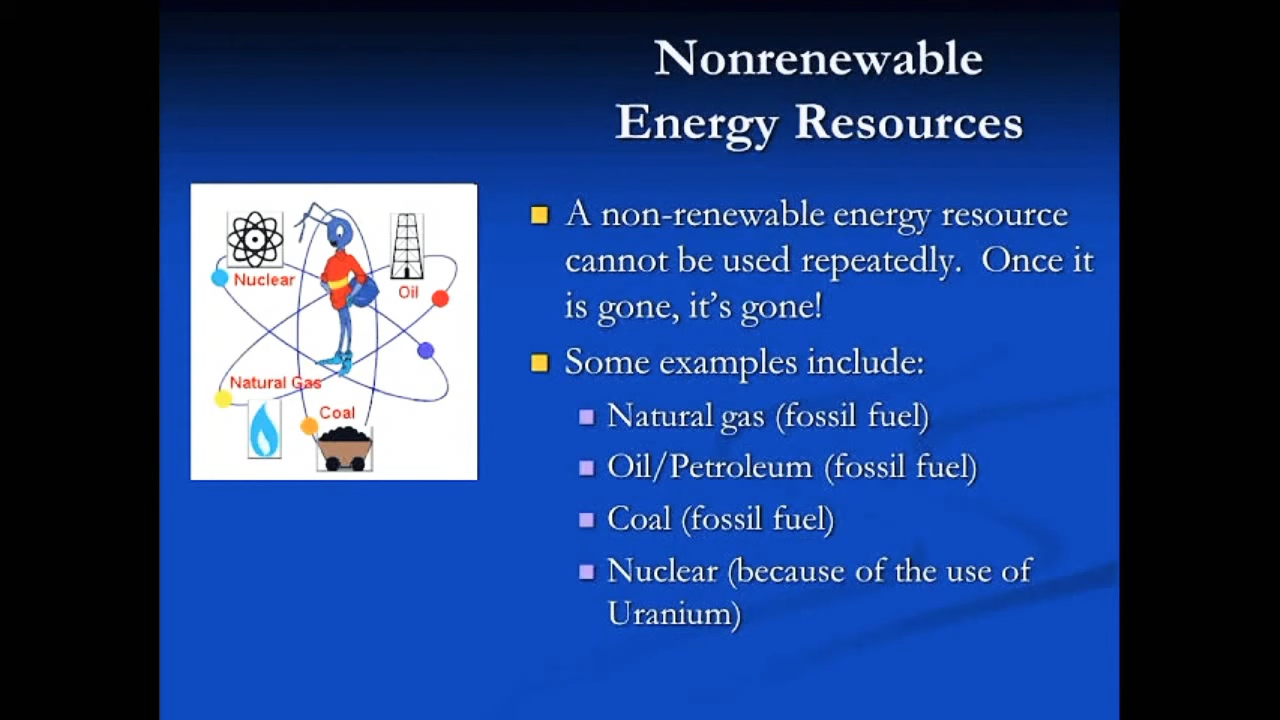 Nonrenewable
Energy Resources
Nuclear
Oil
Natural Gas
Coal
A non-renewable energy resource
cannot be used repeatedly.  Once it
is gone, it’s gone!
Some examples include:
Natural gas (fossil fuel)
Oil/Petroleum (fossil fuel)
Coal (fossil fuel)
Nuclear (because of the use of
Uranium)